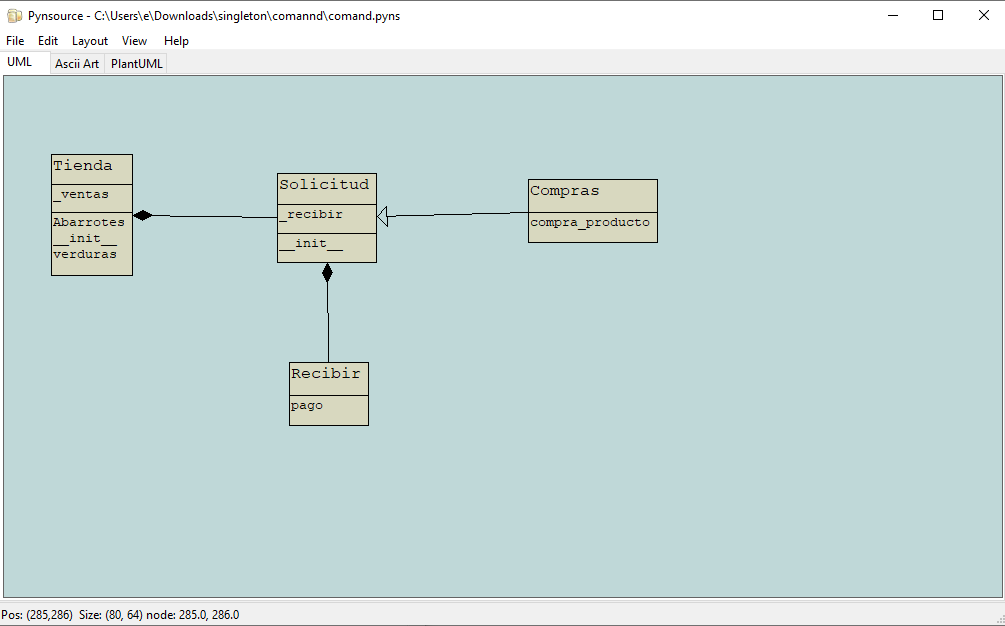 Pynsource - C:\Users\e\Downloads\singleton\comannd\comand.pyns
File Edit Layout View Help
UML Ascii Art PlantUML
Tienda
_ventas
Abarrotes
__init__
verduras
Solicitud
_recibir
__init__
Compras
compra_producto
Recibir
pago
Pos: (285,286) Size: (80, 64) node: 285.0, 286.0